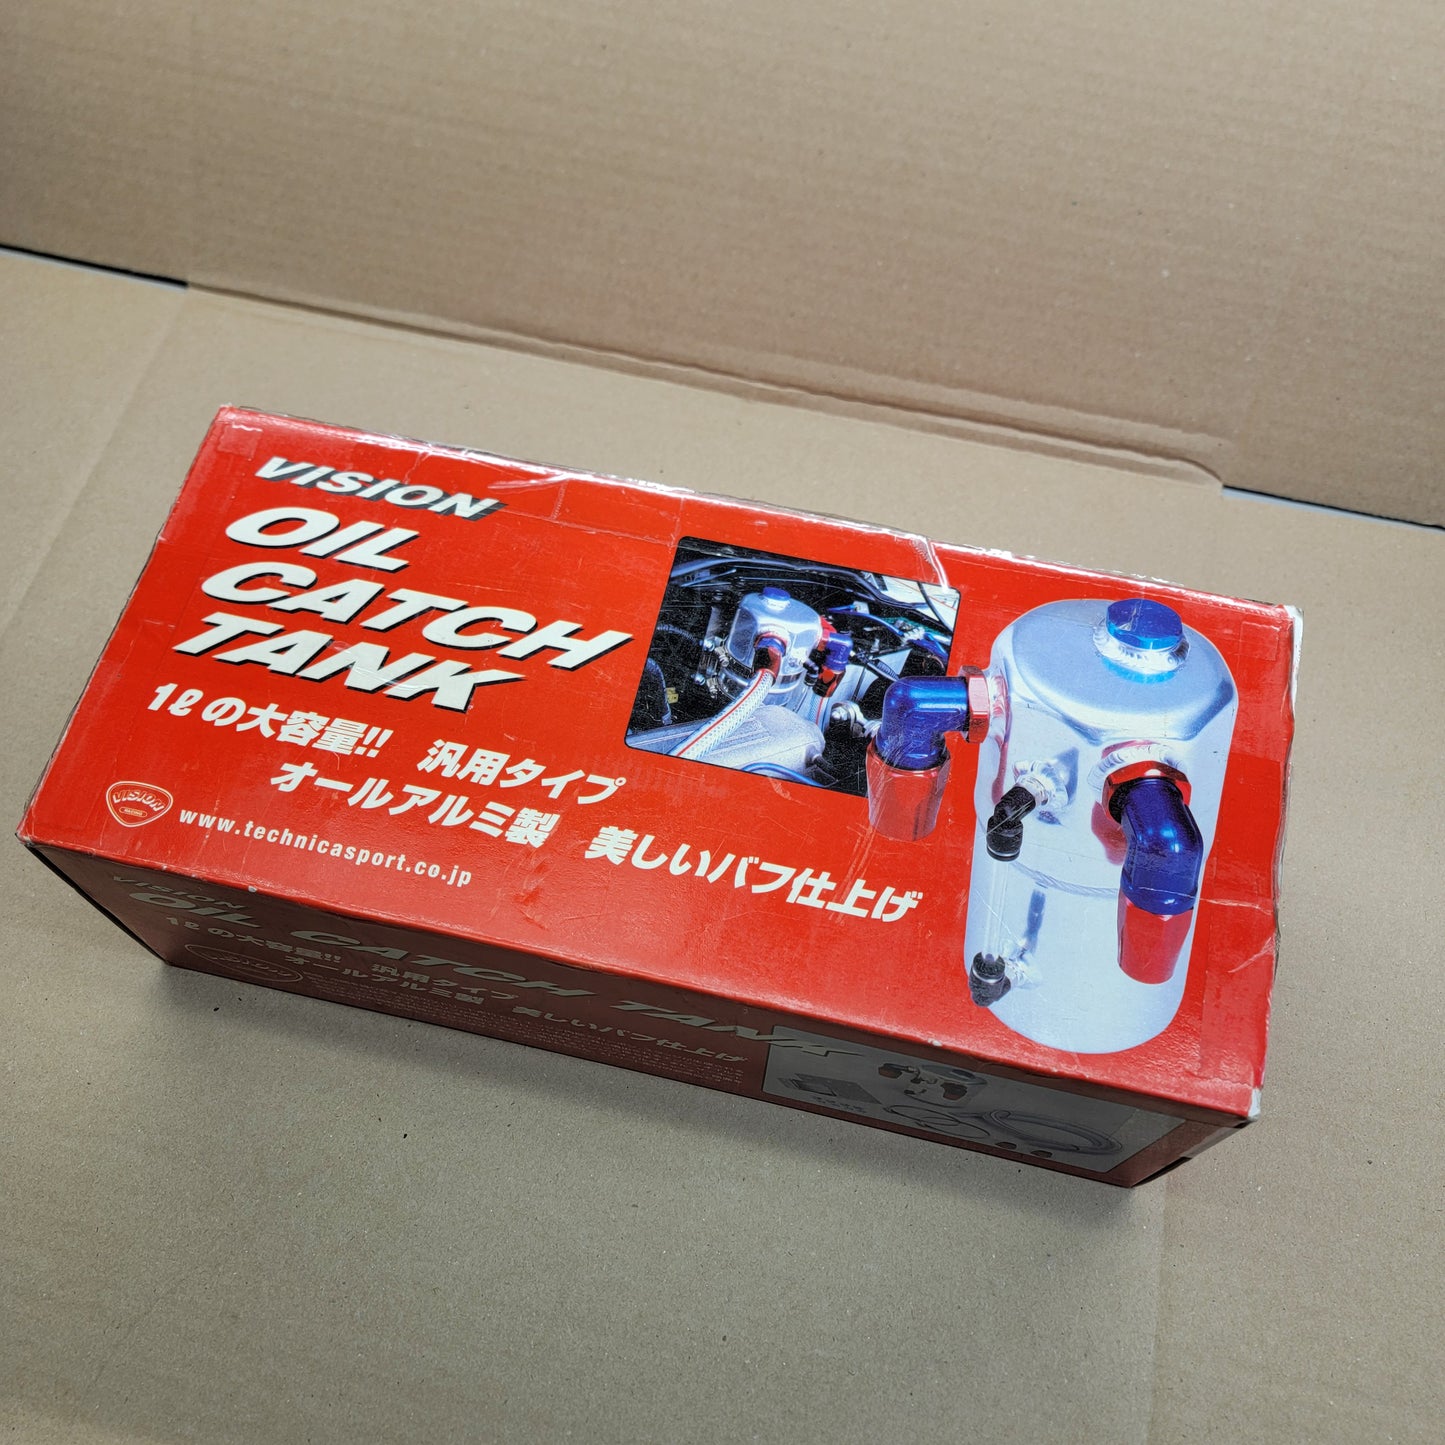 VISION
OIL
CATCH
TANK
1ℓの大容量!! 汎用タイプ
オールアルミ製 美しいバフ仕上げ
VISION
www.technicasport.co.jp
VISION
OIL CATCH TANK
1ℓの大容量!! 汎用タイプ
オールアルミ製 美しいバフ仕上げ